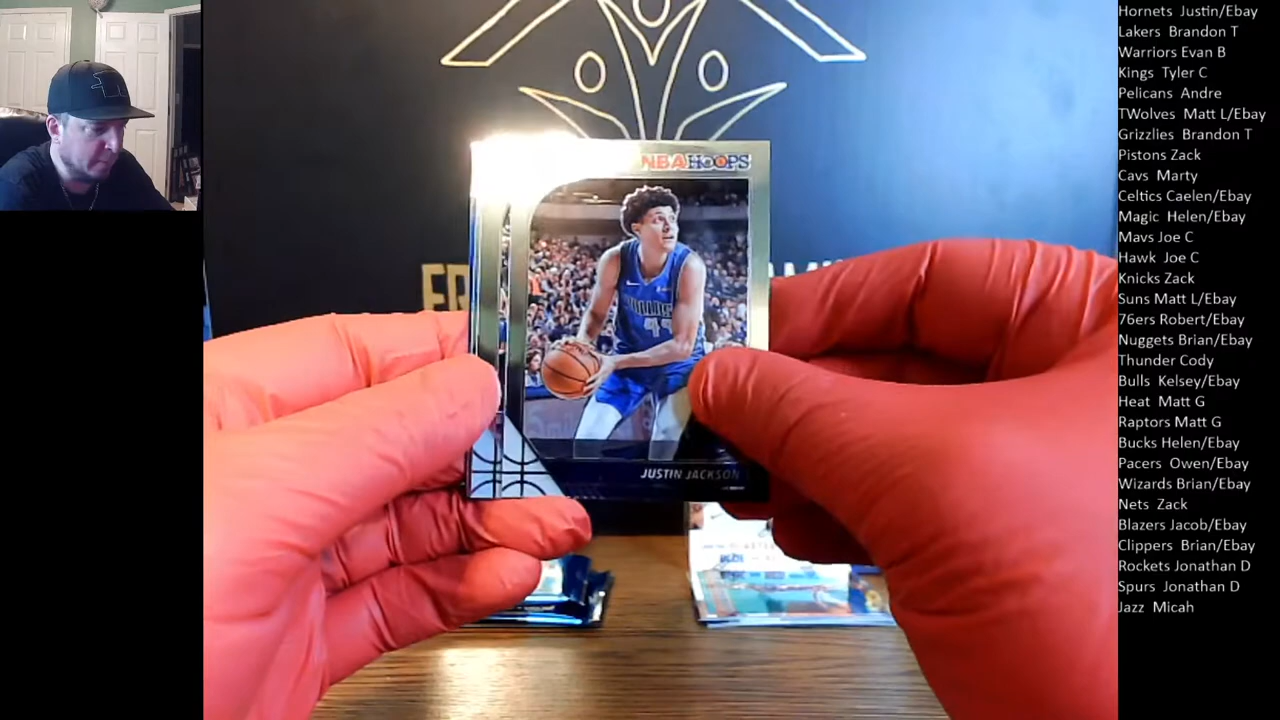 Hornets Justin/Ebay
Lakers Brandon T
Warriors Evan B
Kings Tyler C
Pelicans Andre
TWolves Matt L/Ebay
Grizzlies Brandon T
Pistons Zack
Cavs Marty
Celtics Caelen/Ebay
Magic Helen/Ebay
Mavs Joe C
Hawk Joe C
Knicks Zack
Suns Matt L/Ebay
76ers Robert/Ebay
Nuggets Brian/Ebay
Thunder Cody
Bulls Kelsey/Ebay
Heat Matt G
Raptors Matt G
Bucks Helen/Ebay
Pacers Owen/Ebay
Wizards Brian/Ebay
Nets Zack
Blazers Jacob/Ebay
Clippers Brian/Ebay
Rockets Jonathan D
Spurs Jonathan D
Jazz Micah
NBA HOOPS
44
JUSTIN JACKSON